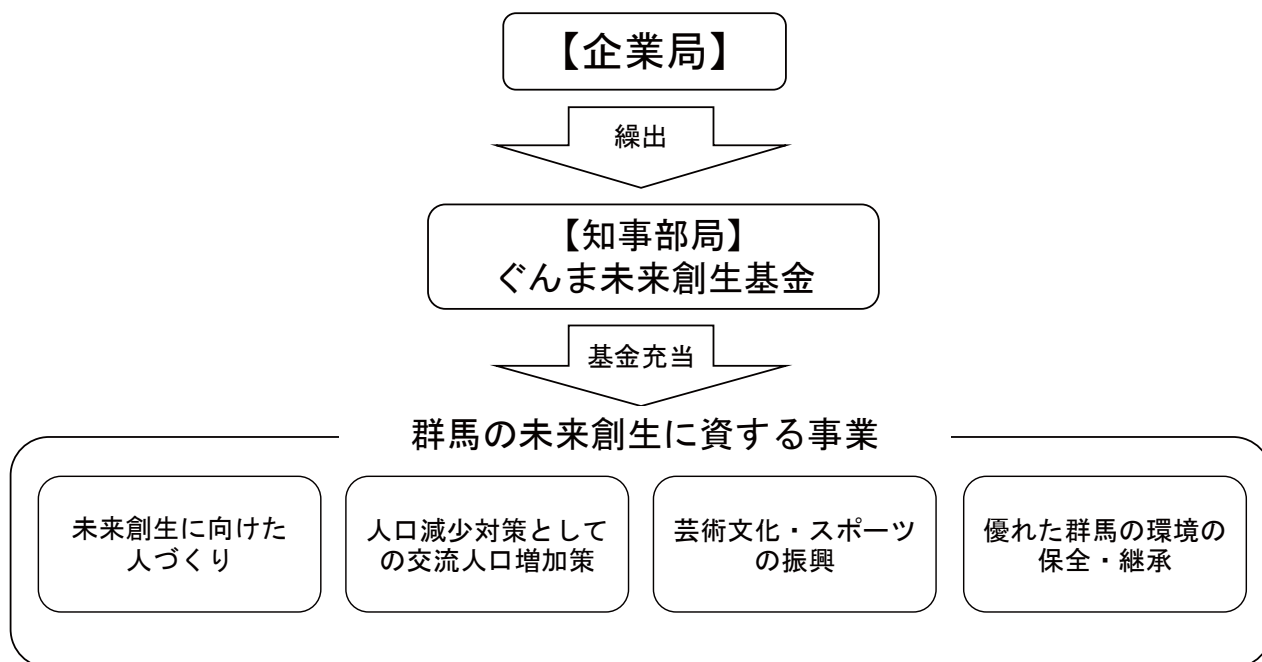 【企業局】
繰出
【知事部局】
ぐんま未来創生基金
基金充当
群馬の未来創生に資する事業
未来創生に向けた
人づくり
人口減少対策として
の交流人口増加策
芸術文化・スポーツ
の振興
優れた群馬の環境の
保全・継承